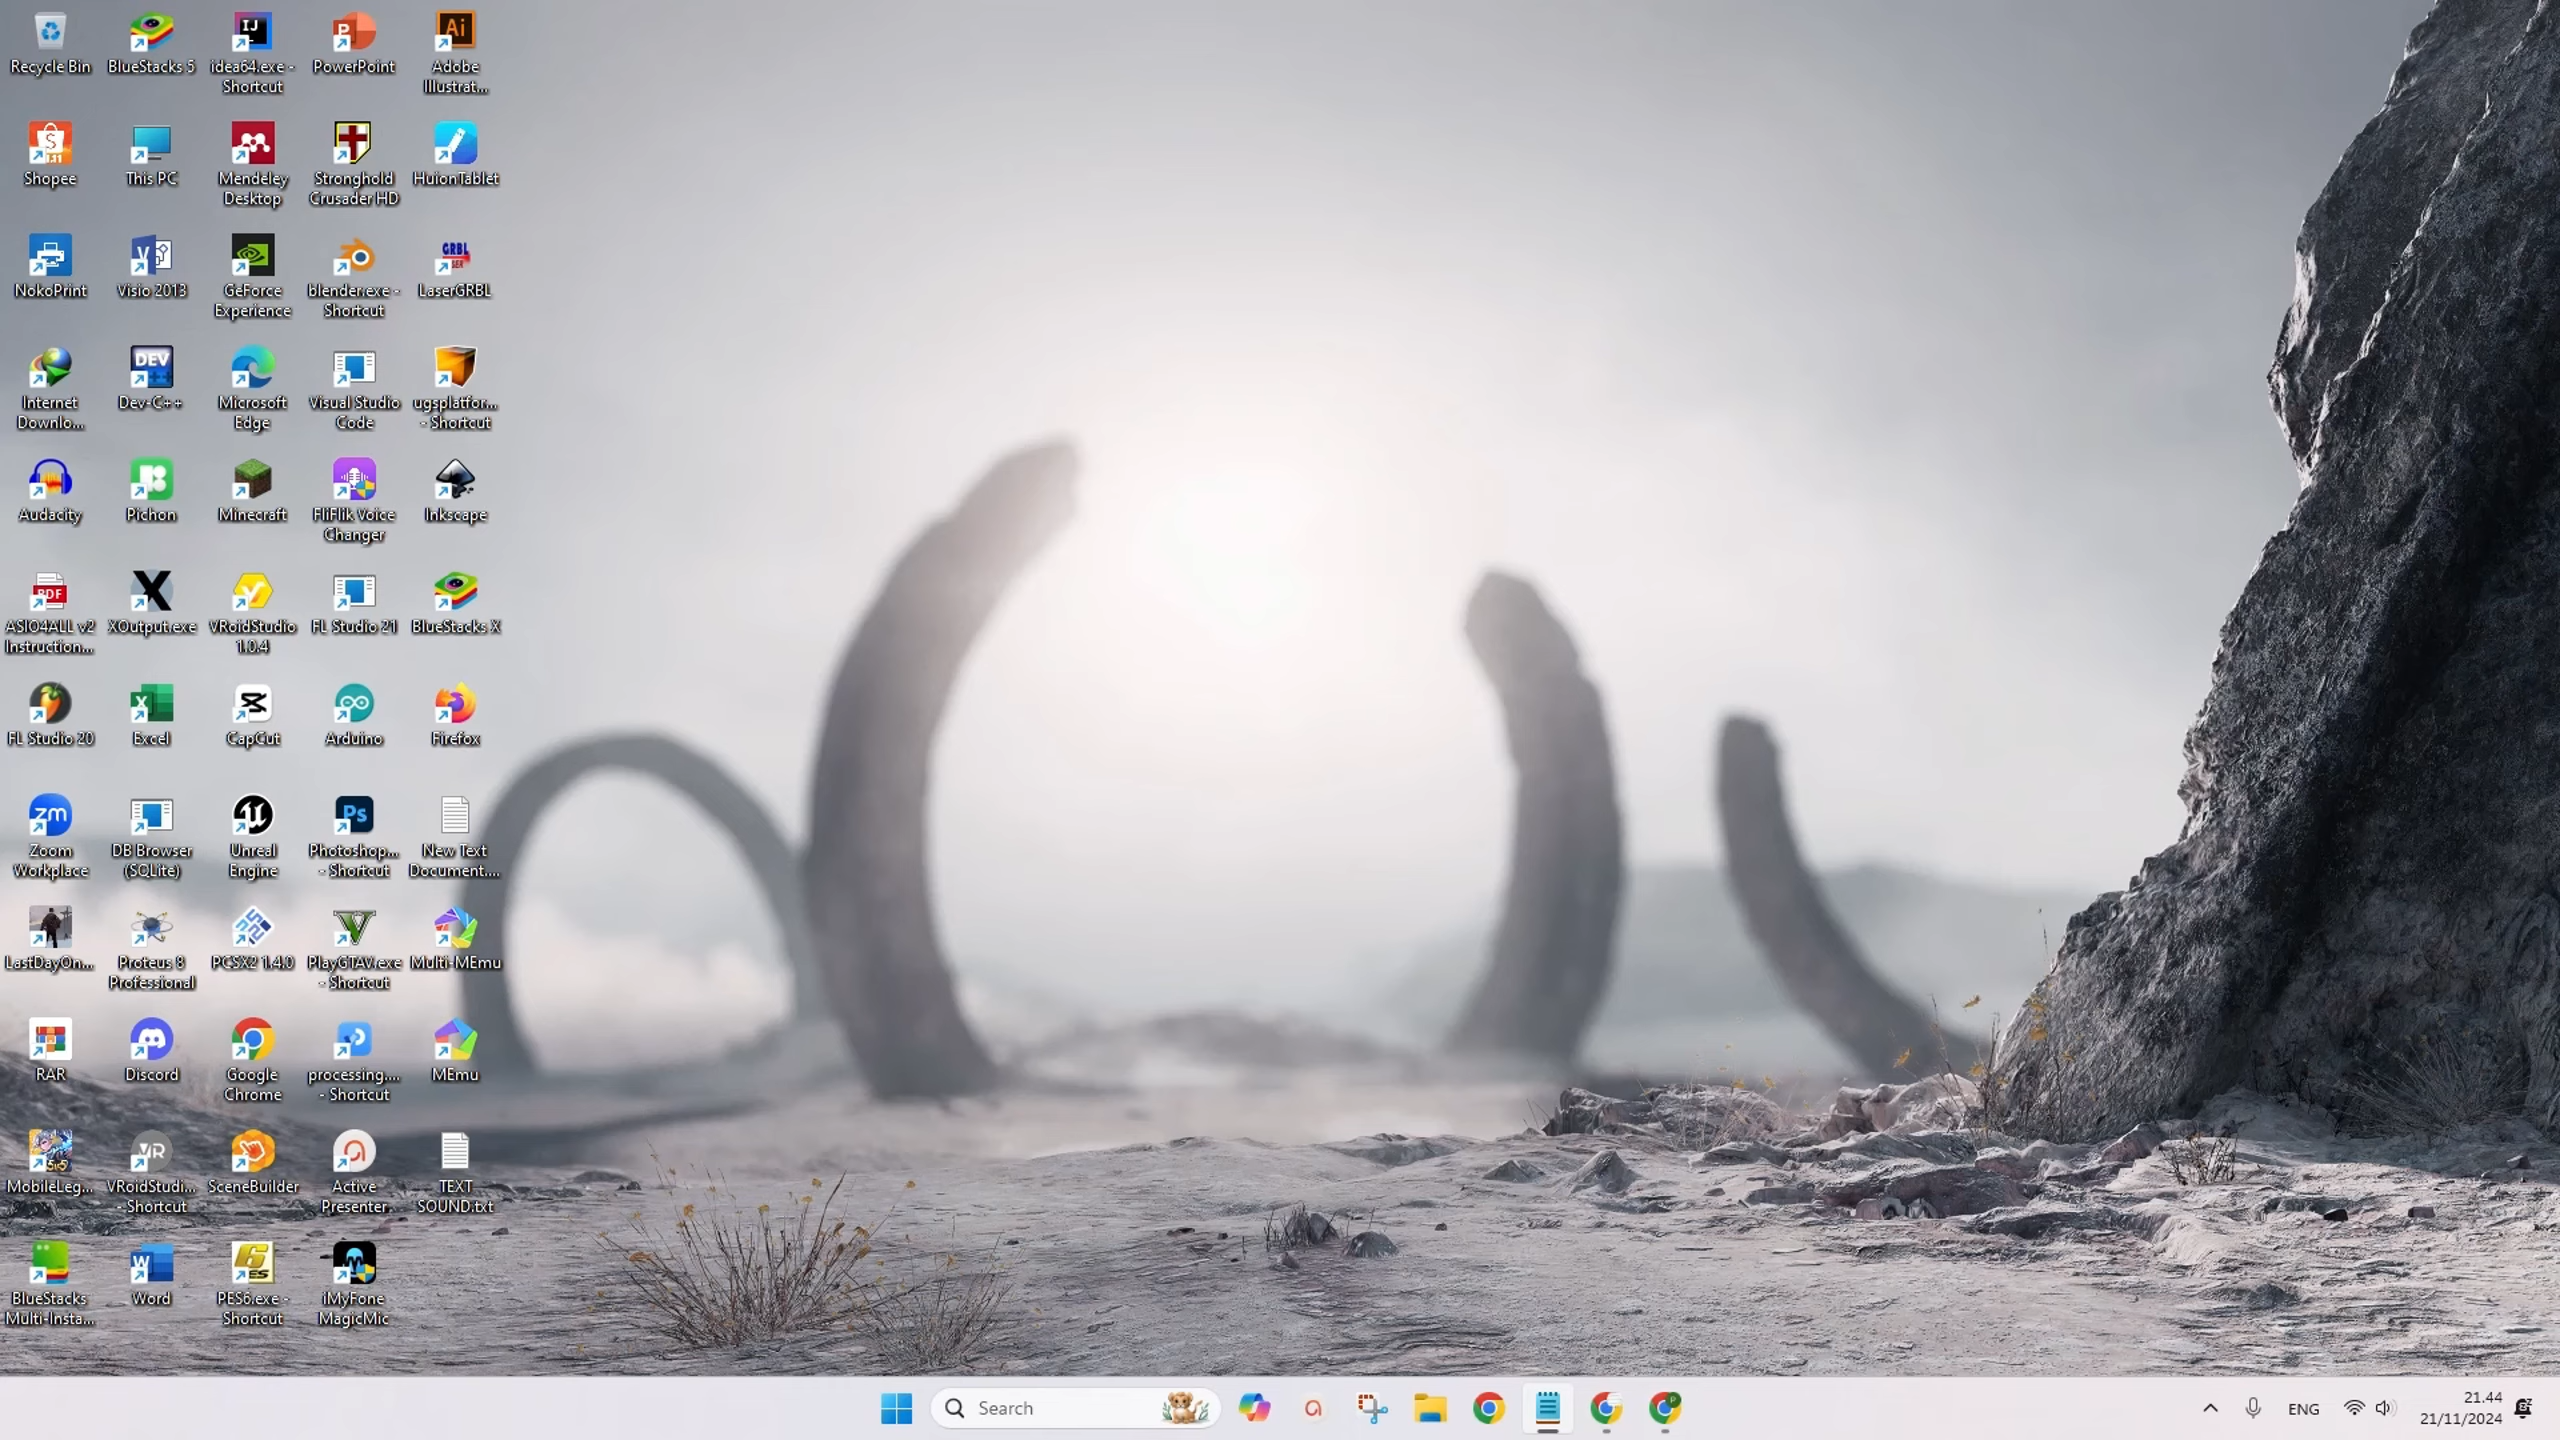 Recycle Bin
BlueStacks 5
idea64.exe -
Shortcut
PowerPoint
Adobe
Illustrat...
Shopee
This PC
Mendeley
Desktop
Stronghold
Crusader HD
HuionTablet
NokoPrint
Visio 2013
GeForce
Experience
blender.exe -
Shortcut
LaserGRBL
Internet
Downlo...
Dev-C++
Microsoft
Edge
Visual Studio
Code
ugsplatfor...
- Shortcut
Audacity
Pichon
Minecraft
FliFlik Voice
Changer
Inkscape
ASIO4ALL v2
Instruction...
XOutput.exe
VRoidStudio
1.0.4
FL Studio 21
BlueStacks X
FL Studio 20
Excel
CapCut
Arduino
Firefox
Zoom
Workplace
DB Browser
(SQLite)
Unreal
Engine
Photoshop...
- Shortcut
New Text
Document....
LastDayOn...
Proteus 8
Professional
PCSX2 1.4.0
PlayGTAV.exe
- Shortcut
Multi-MEmu
RAR
Discord
Google
Chrome
processing....
- Shortcut
MEmu
MobileLeg...
VRoidStudi...
- Shortcut
SceneBuilder
Active
Presenter
TEXT
SOUND.txt
BlueStacks
Multi-Insta...
Word
PES6.exe -
Shortcut
iMyFone
MagicMic
Search
ENG
21.44
21/11/2024